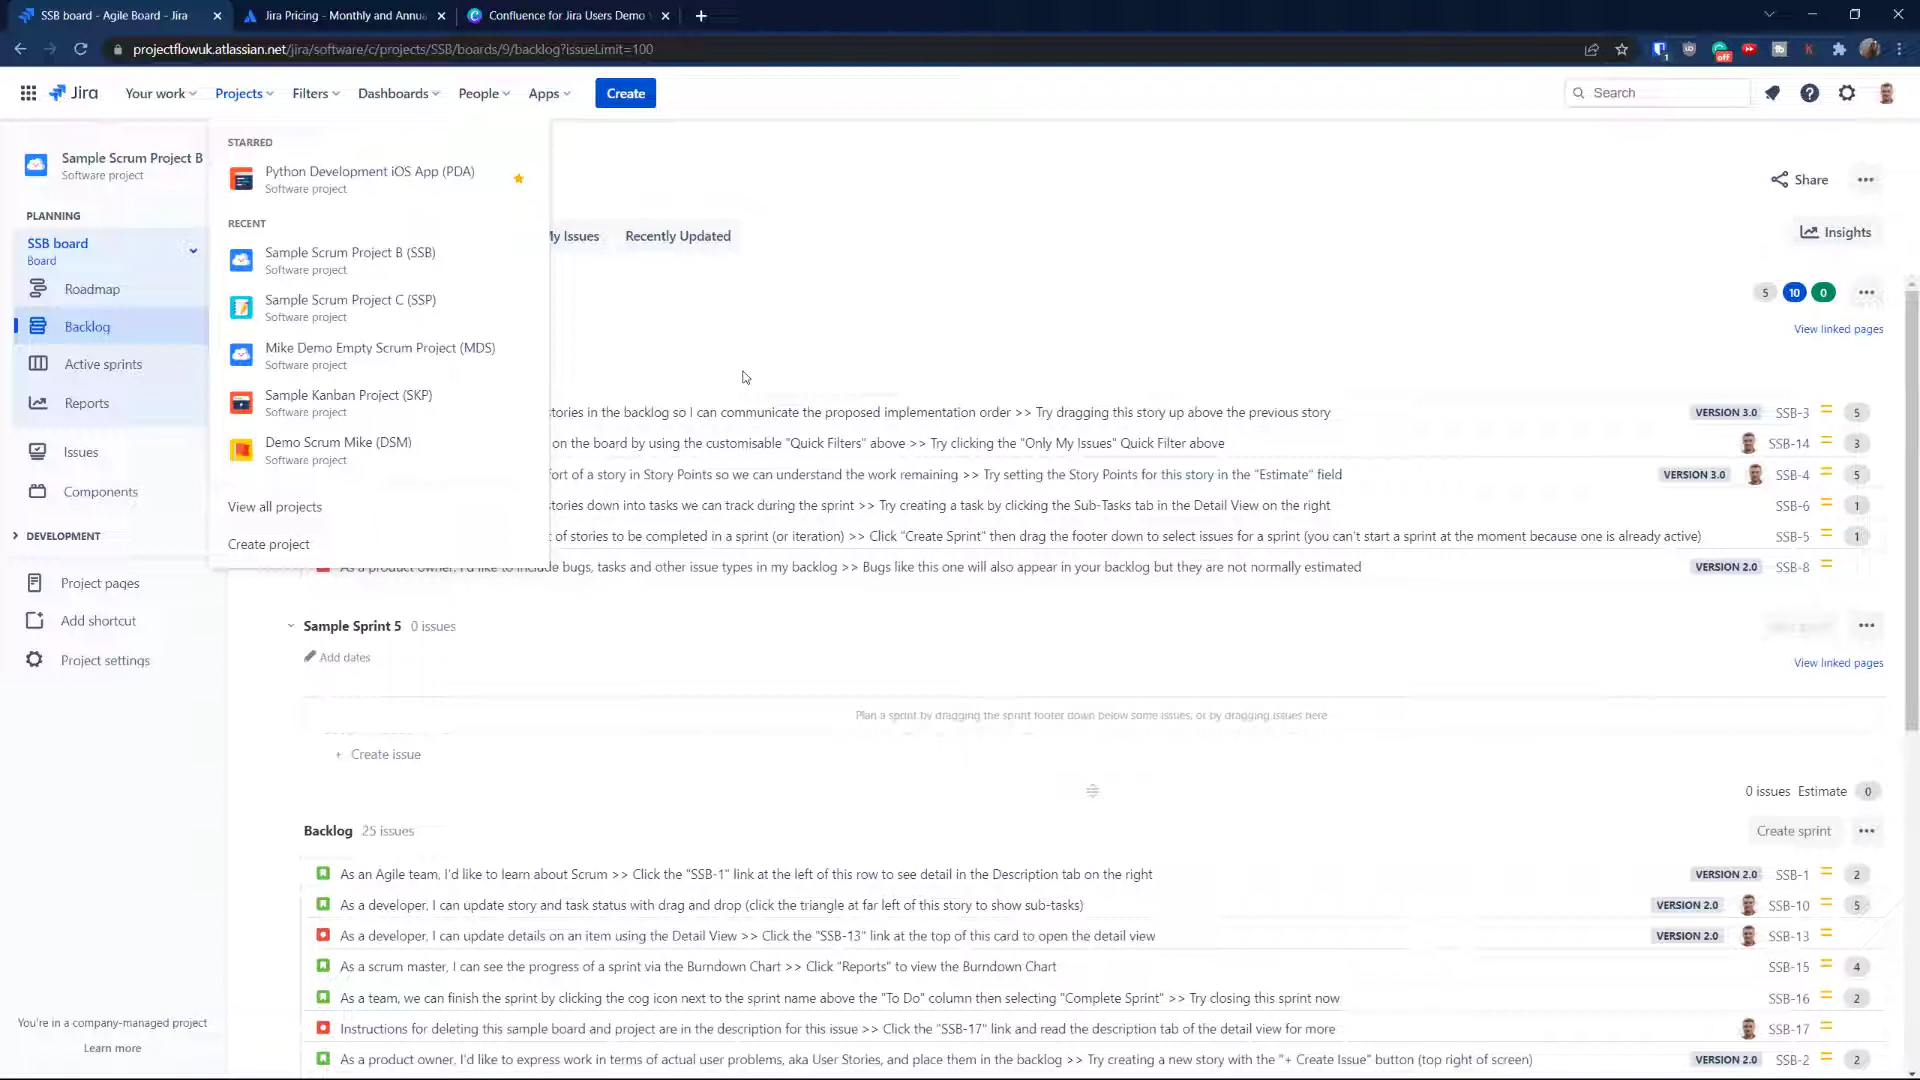 SSB board - Agile Board - Jira
Jira Pricing - Monthly and Annua
Confluence for Jira Users Demo
projectflowuk.atlassian.net/jira/software/c/projects/SSB/boards/9/backlog?issueLimit=100
off
Jira
Your work
Projects
Filters
Dashboards
People
Apps
Create
Search
Sample Scrum Project B
Software project
PLANNING
SSB board
Board
Roadmap
Backlog
Active sprints
Reports
Issues
Components
DEVELOPMENT
Project pages
Add shortcut
Project settings
You're in a company-managed project
Learn more
STARRED
Python Development iOS App (PDA)
Software project
RECENT
Sample Scrum Project B (SSB)
Software project
Sample Scrum Project C (SSP)
Software project
Mike Demo Empty Scrum Project (MDS)
Software project
Sample Kanban Project (SKP)
Software project
Demo Scrum Mike (DSM)
Software project
View all projects
Create project
Share
My Issues
Recently Updated
Insights
5 10 0
View linked pages
stories in the backlog so I can communicate the proposed implementation order >> Try dragging this story up above the previous story VERSION 3.0 SSB-3 5
on the board by using the customisable "Quick Filters" above >> Try clicking the "Only My Issues" Quick Filter above SSB-14 3
fort of a story in Story Points so we can understand the work remaining >> Try setting the Story Points for this story in the "Estimate" field VERSION 3.0 SSB-4 5
stories down into tasks we can track during the sprint >> Try creating a task by clicking the Sub-Tasks tab in the Detail View on the right SSB-6 1
of stories to be completed in a sprint (or iteration) >> Click "Create Sprint" then drag the footer down to select issues for a sprint (you can't start a sprint at the moment because one is already active) SSB-5 1
As a product owner, I'd like to include bugs, tasks and other issue types in my backlog >> Bugs like this one will also appear in your backlog but they are not normally estimated VERSION 2.0 SSB-8
Sample Sprint 5 0 issues
Add dates
View linked pages
Plan a sprint by dragging the sprint footer down below some issues, or by dragging issues here
+ Create issue
0 issues Estimate 0
Backlog 25 issues
Create sprint
As an Agile team, I'd like to learn about Scrum >> Click the "SSB-1" link at the left of this row to see detail in the Description tab on the right VERSION 2.0 SSB-1 2
As a developer, I can update story and task status with drag and drop (click the triangle at far left of this story to show sub-tasks) VERSION 2.0 SSB-10 5
As a developer, I can update details on an item using the Detail View >> Click the "SSB-13" link at the top of this card to open the detail view VERSION 2.0 SSB-13
As a scrum master, I can see the progress of a sprint via the Burndown Chart >> Click "Reports" to view the Burndown Chart SSB-15 4
As a team, we can finish the sprint by clicking the cog icon next to the sprint name above the "To Do" column then selecting "Complete Sprint" >> Try closing this sprint now SSB-16 2
Instructions for deleting this sample board and project are in the description for this issue >> Click the "SSB-17" link and read the description tab of the detail view for more SSB-17
As a product owner, I'd like to express work in terms of actual user problems, aka User Stories, and place them in the backlog >> Try creating a new story with the "+ Create Issue" button (top right of screen) VERSION 2.0 SSB-2 2